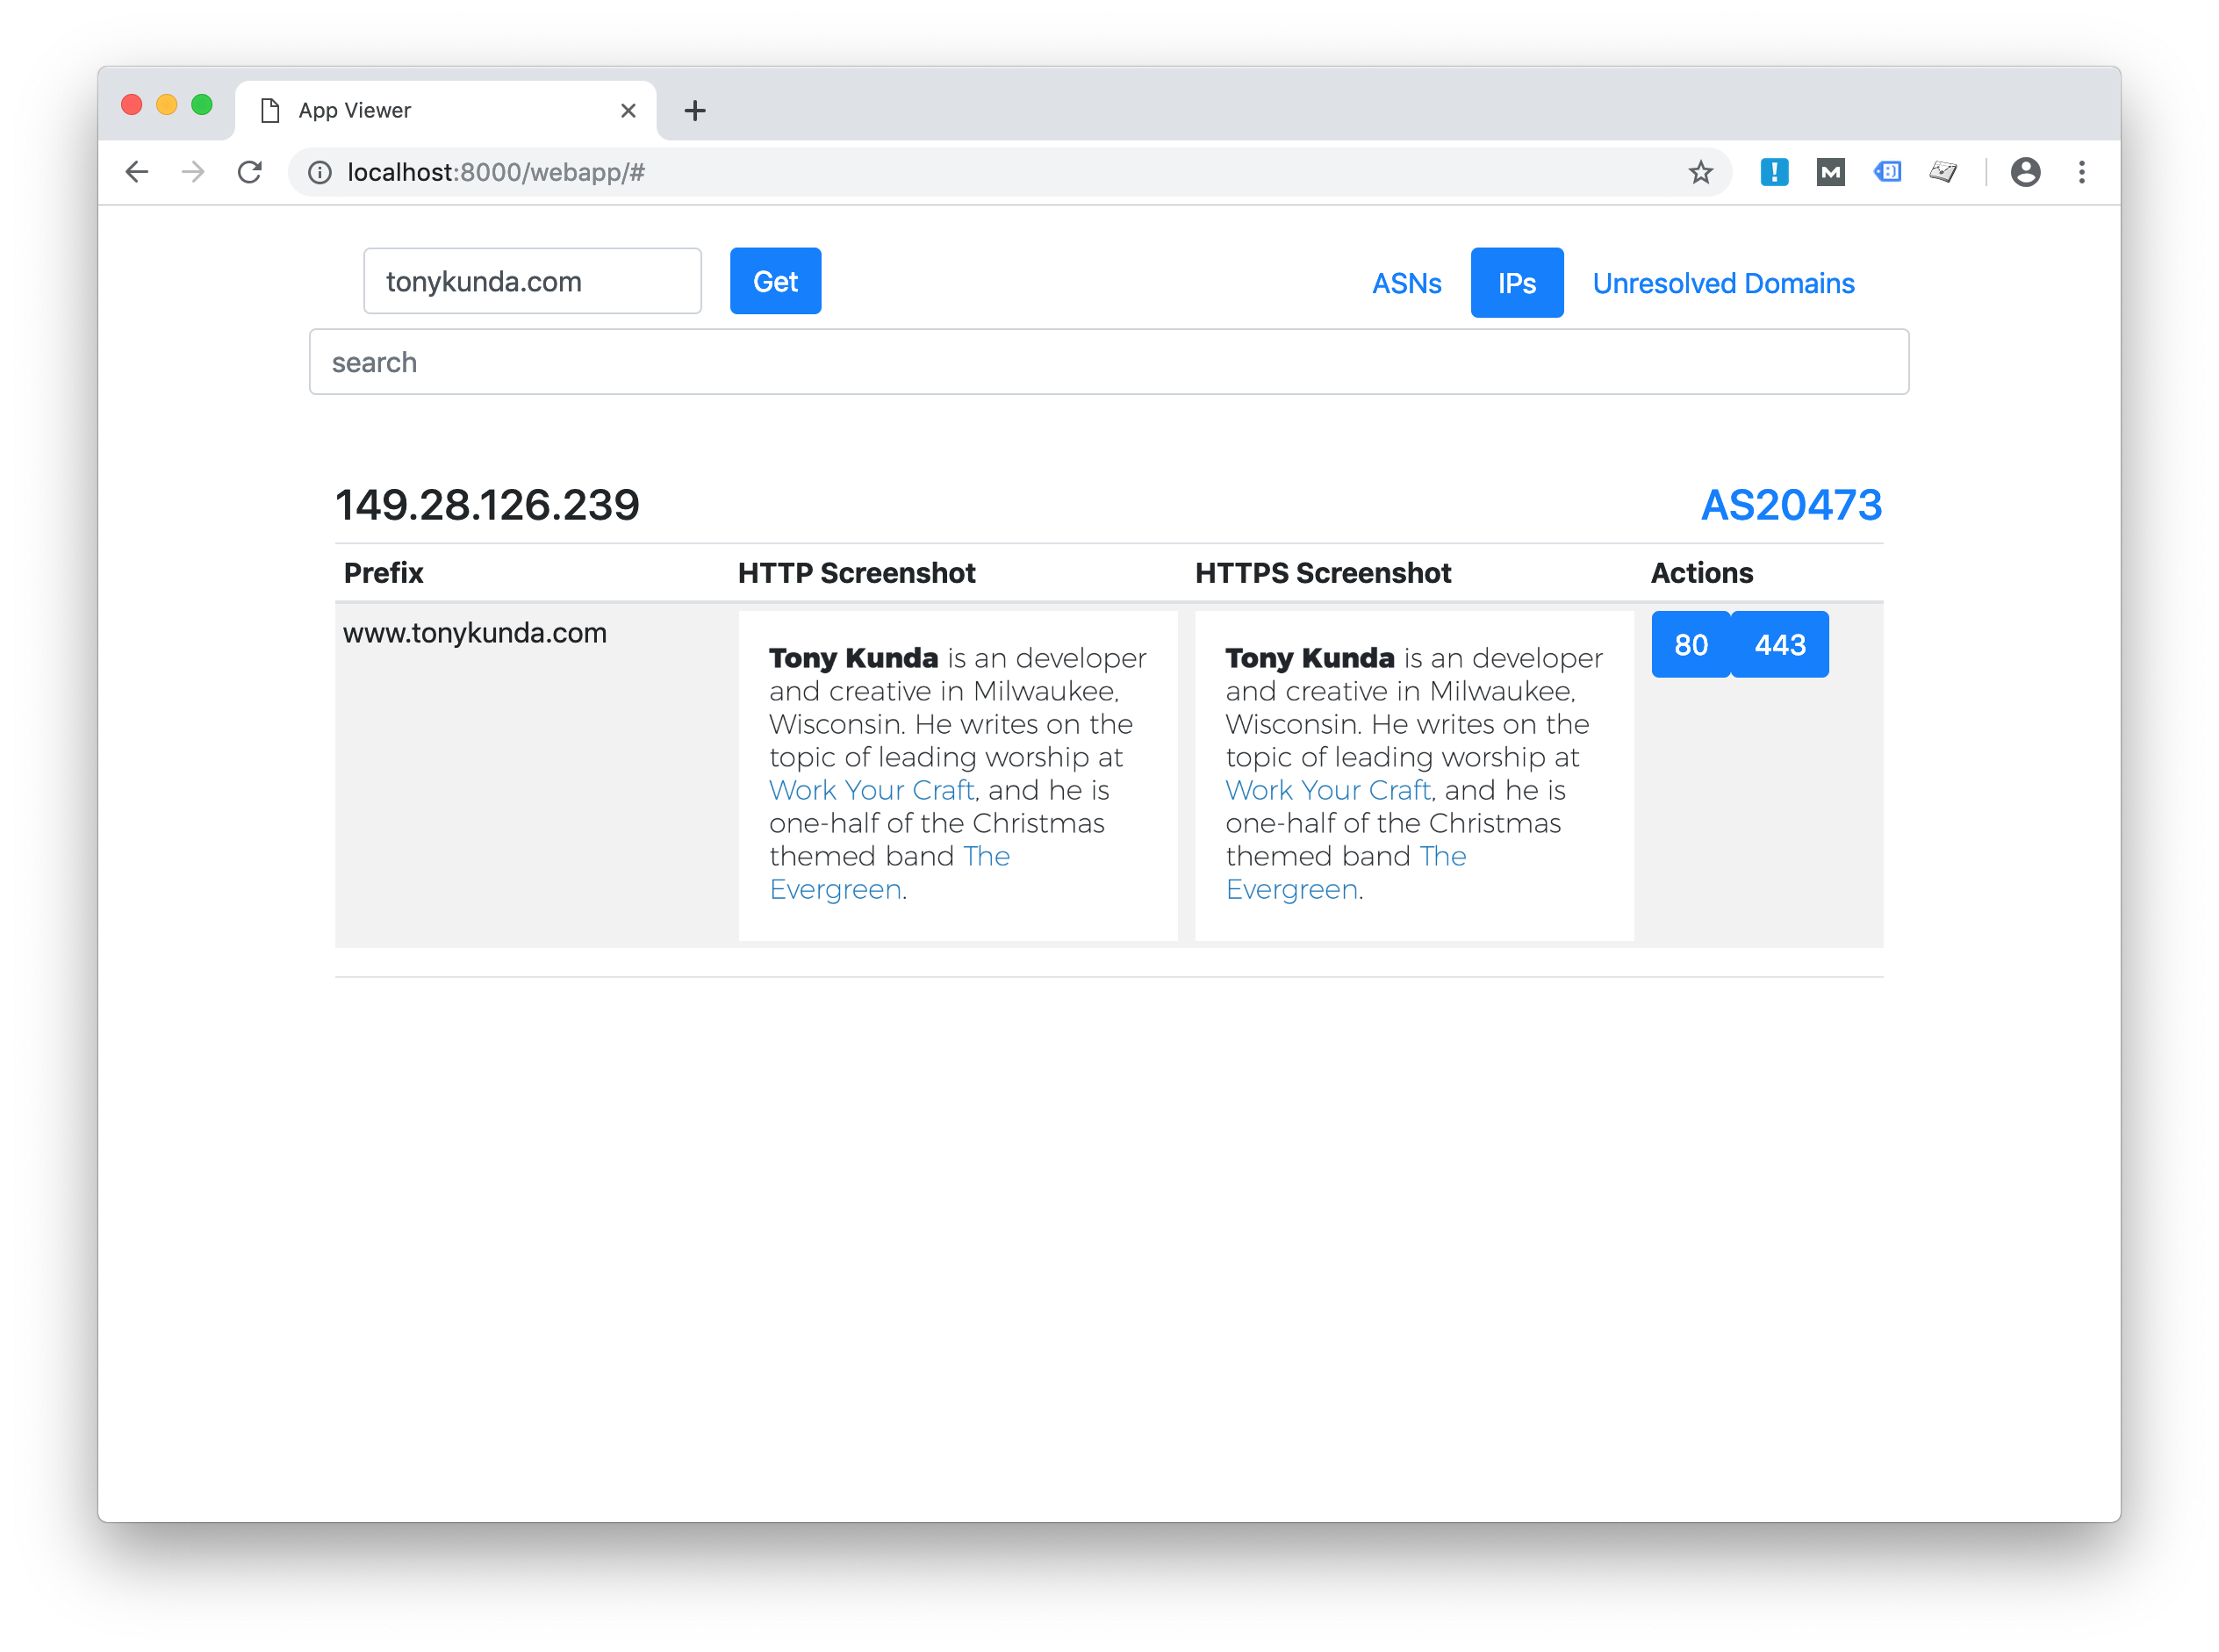 App Viewer
localhost:8000/webapp/#
tonykunda.com
Get
ASNs
IPs
Unresolved Domains
search
149.28.126.239
AS20473
Prefix
HTTP Screenshot
HTTPS Screenshot
Actions
www.tonykunda.com
Tony Kunda is an developer
and creative in Milwaukee,
Wisconsin. He writes on the
topic of leading worship at
Work Your Craft, and he is
one-half of the Christmas
themed band The
Evergreen.
Tony Kunda is an developer
and creative in Milwaukee,
Wisconsin. He writes on the
topic of leading worship at
Work Your Craft, and he is
one-half of the Christmas
themed band The
Evergreen.
80
443